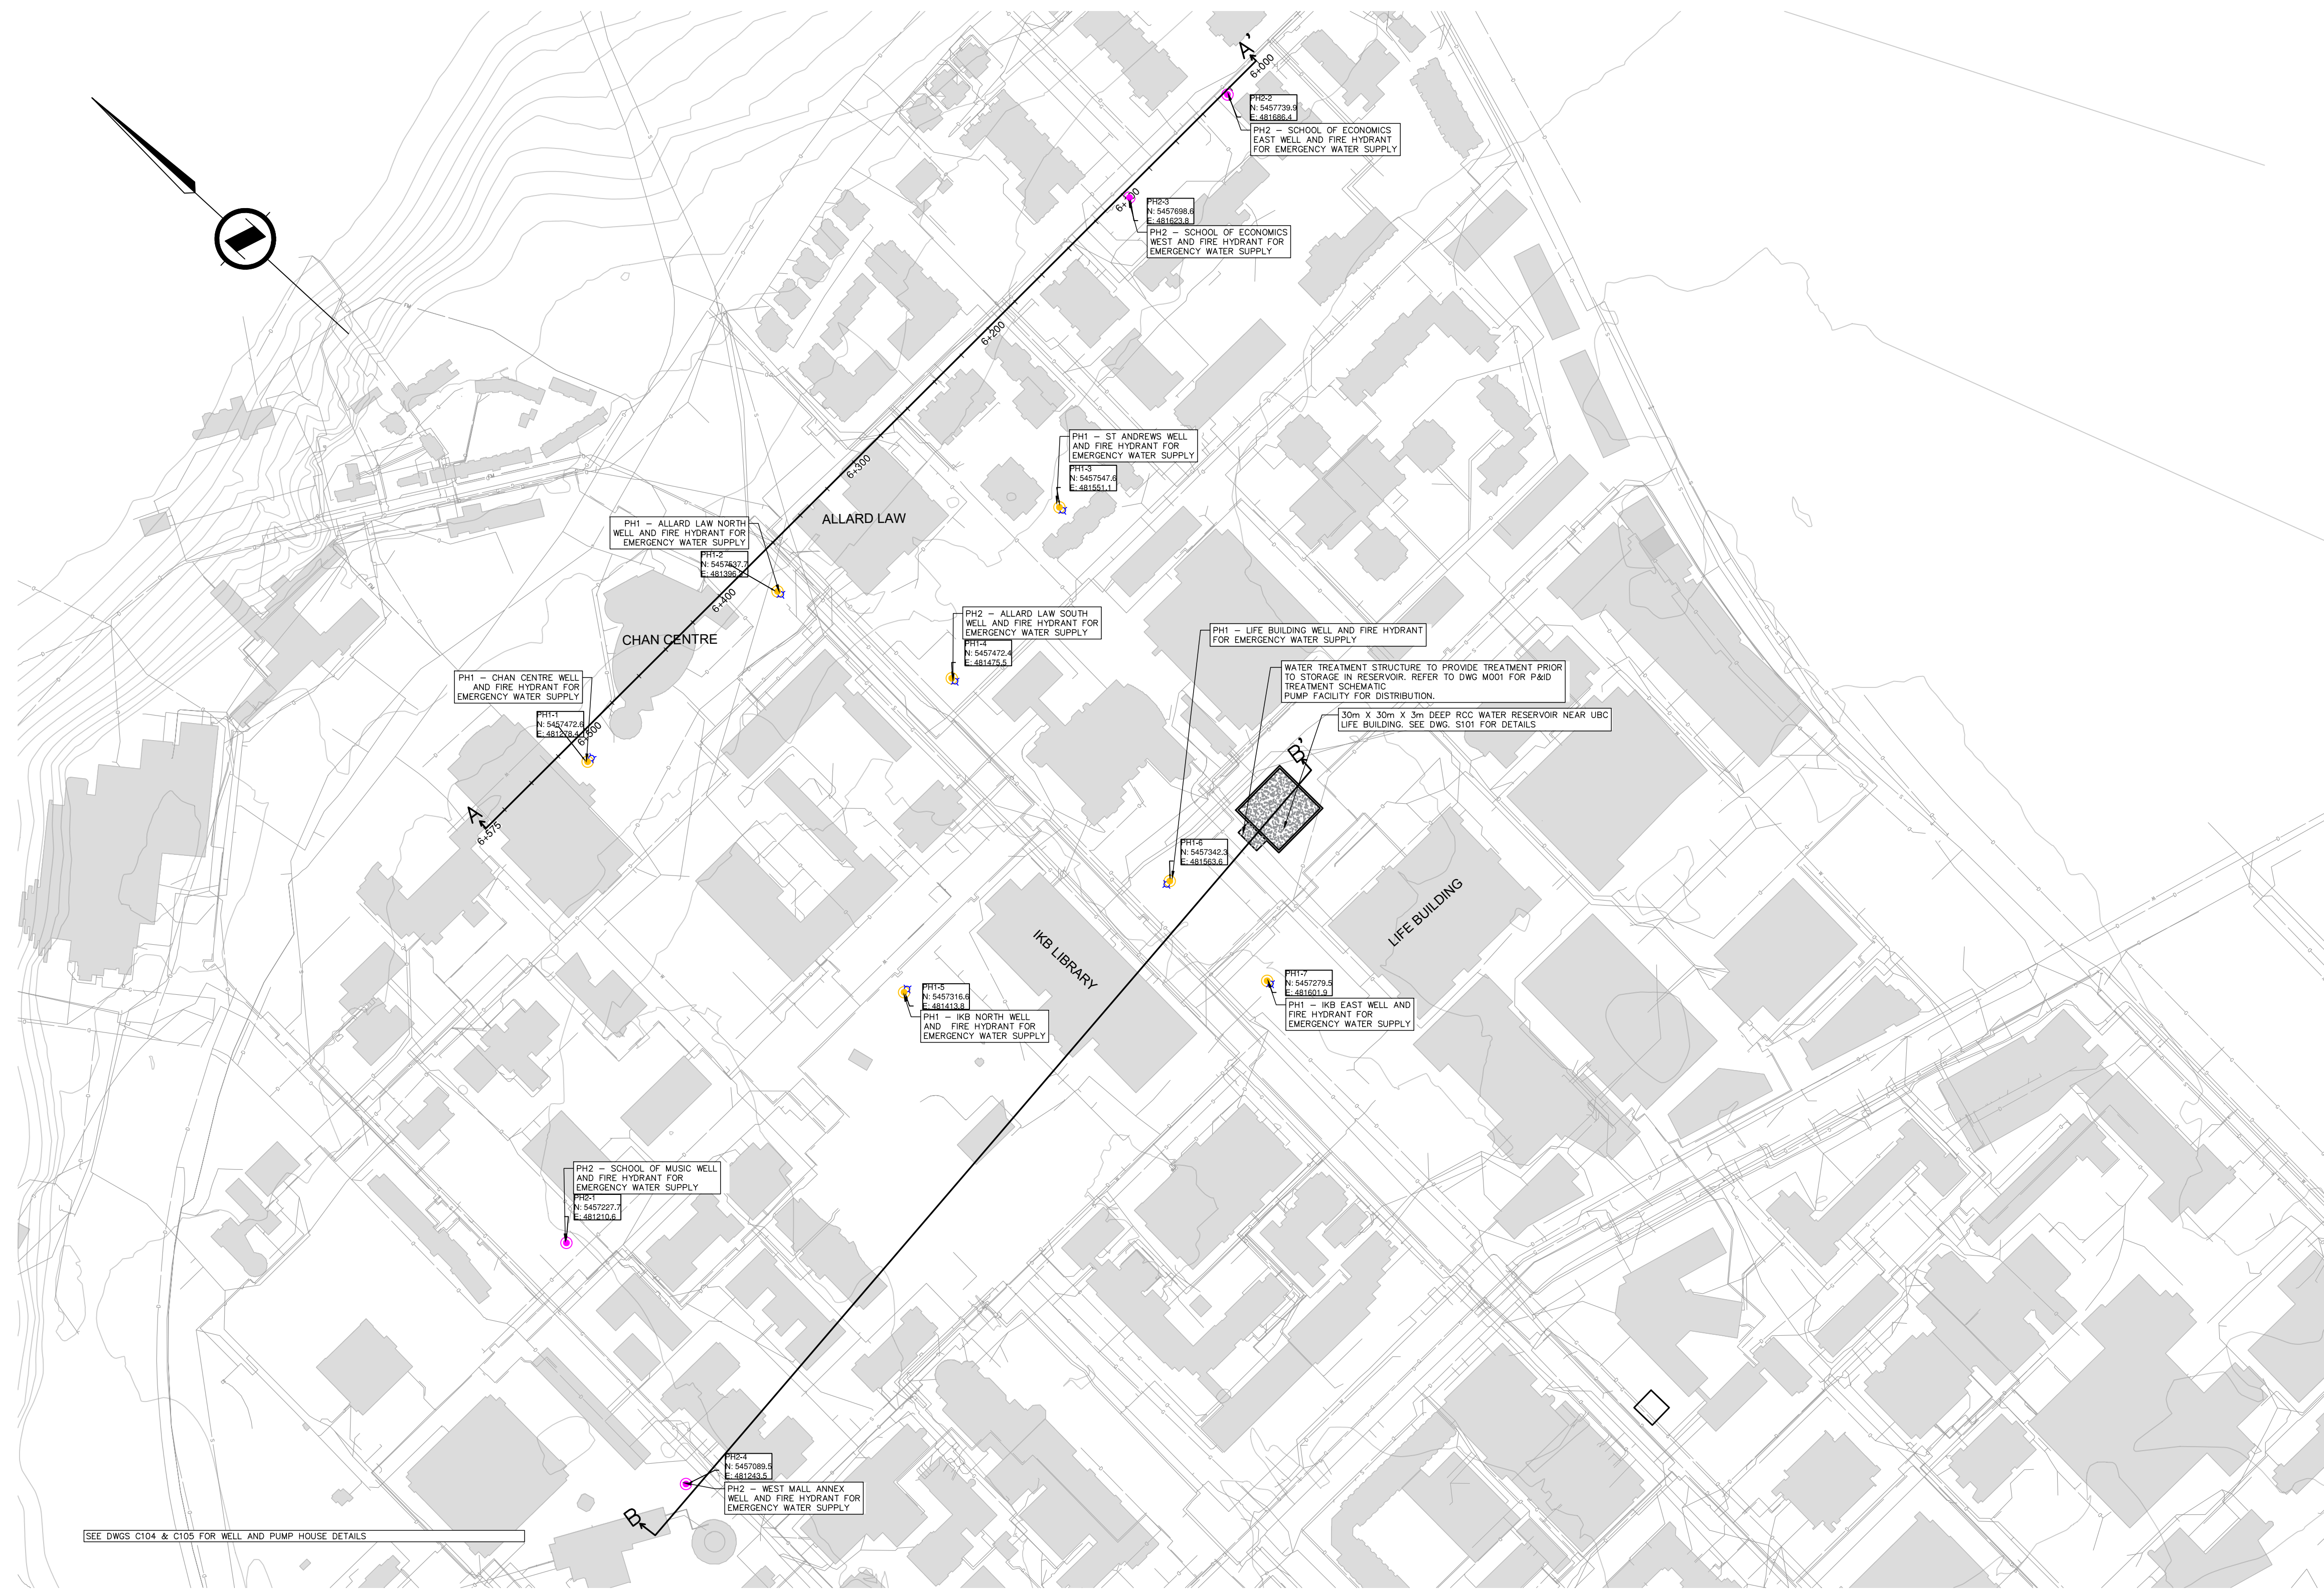 A'
6+000
PH2-2
N: 5457739.9
E: 481686.4
PH2 – SCHOOL OF ECONOMICS
EAST WELL AND FIRE HYDRANT
FOR EMERGENCY WATER SUPPLY
PH2-3
N: 5457698.6
E: 481623.8
PH2 – SCHOOL OF ECONOMICS
WEST AND FIRE HYDRANT FOR
EMERGENCY WATER SUPPLY
6+200
PH1 – ST ANDREWS WELL
AND FIRE HYDRANT FOR
EMERGENCY WATER SUPPLY
PH1-3
N: 5457547.6
E: 481551.1
6+300
ALLARD LAW
PH1 – ALLARD LAW NORTH
WELL AND FIRE HYDRANT FOR
EMERGENCY WATER SUPPLY
PH1-2
N: 5457537.7
6+400
CHAN CENTRE
PH2 – ALLARD LAW SOUTH
WELL AND FIRE HYDRANT FOR
EMERGENCY WATER SUPPLY
PH1-4
N: 5457472.4
E: 481475.5
PH1 – LIFE BUILDING WELL AND FIRE HYDRANT
FOR EMERGENCY WATER SUPPLY
WATER TREATMENT STRUCTURE TO PROVIDE TREATMENT PRIOR
TO STORAGE IN RESERVOIR. REFER TO DWG M001 FOR P&ID
TREATMENT SCHEMATIC
PUMP FACILITY FOR DISTRIBUTION.
30m X 30m X 3m DEEP RCC WATER RESERVOIR NEAR UBC
LIFE BUILDING. SEE DWG. S101 FOR DETAILS
PH1 – CHAN CENTRE WELL
AND FIRE HYDRANT FOR
EMERGENCY WATER SUPPLY
PH1-1
N: 5457472.6
E: 481278.4
6+500
B'
A
6+575
PH1-6
N: 5457342.3
E: 481563.6
LIFE BUILDING
IKB LIBRARY
PH1-7
N: 5457279.5
E: 481601.9
PH1 – IKB EAST WELL AND
FIRE HYDRANT FOR
EMERGENCY WATER SUPPLY
PH1-5
N: 5457316.6
E: 481413.8
PH1 – IKB NORTH WELL
AND FIRE HYDRANT FOR
EMERGENCY WATER SUPPLY
PH2 – SCHOOL OF MUSIC WELL
AND FIRE HYDRANT FOR
EMERGENCY WATER SUPPLY
PH2-1
N: 5457227.7
E: 481210.6
PH2-4
N: 5457089.5
E: 481243.5
PH2 – WEST MALL ANNEX
WELL AND FIRE HYDRANT FOR
EMERGENCY WATER SUPPLY
B
SEE DWGS C104 & C105 FOR WELL AND PUMP HOUSE DETAILS